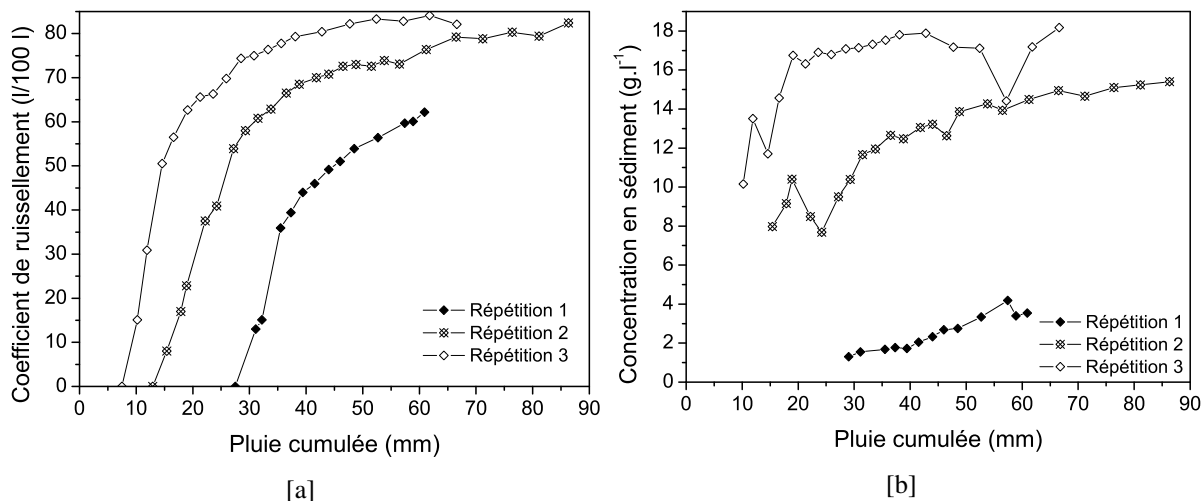 Coefficient de ruissellement (l/100 l)
80
70
60
50
40
30
20
10
0
0 10 20 30 40 50 60 70 80 90
Pluie cumulée (mm)
Répétition 1
Répétition 2
Répétition 3
[a]
Concentration en sédiment (g.l-1)
18
16
14
12
10
8
6
4
2
0
0 10 20 30 40 50 60 70 80 90
Pluie cumulée (mm)
Répétition 1
Répétition 2
Répétition 3
[b]